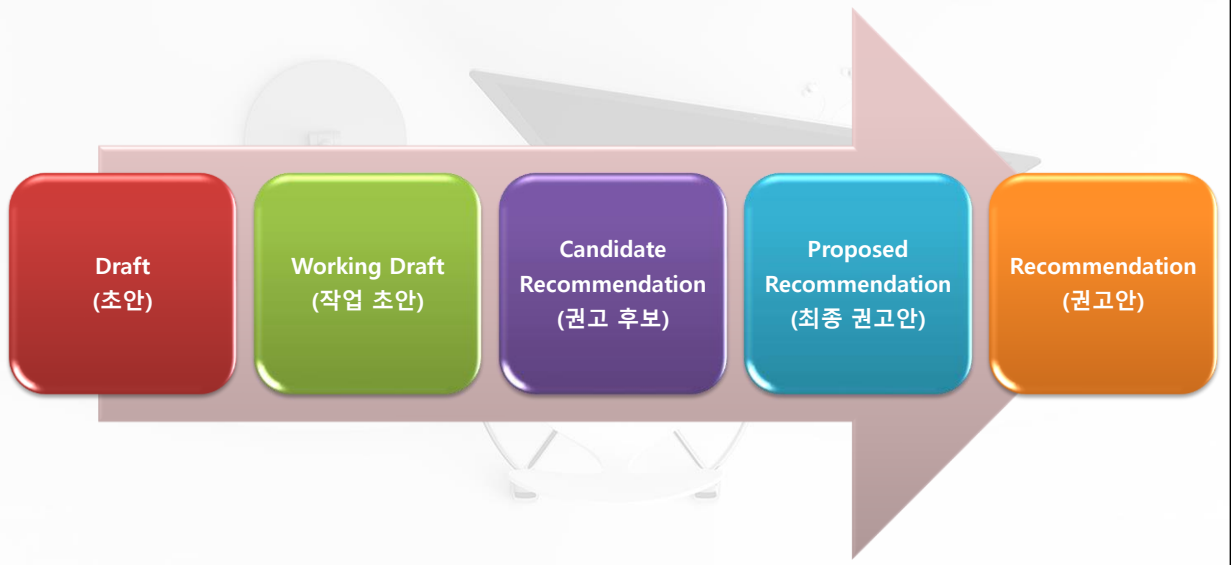 Draft
(초안)
Working Draft
(작업 초안)
Candidate
Recommendation
(권고 후보)
Proposed
Recommendation
(최종 권고안)
Recommendation
(권고안)